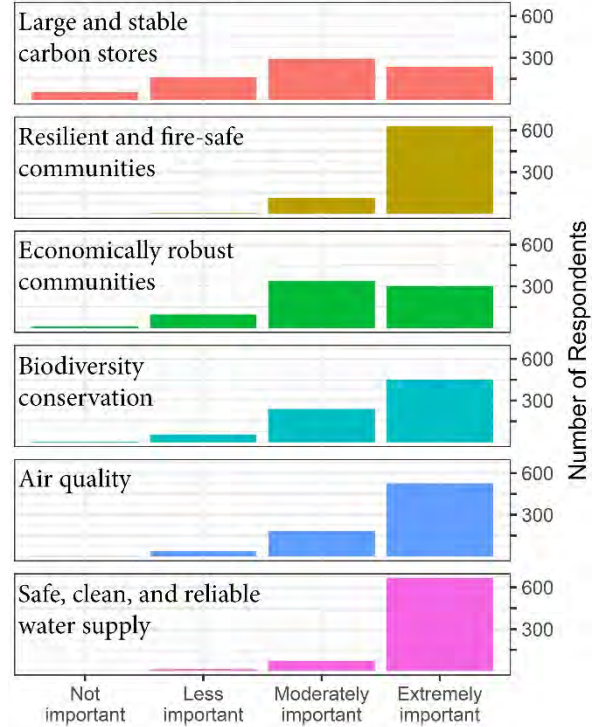 Large and stable
carbon stores
600
300
Resilient and fire-safe
communities
600
300
Economically robust
communities
600
300
Biodiversity
conservation
600
300
Air quality
600
300
Safe, clean, and reliable
water supply
600
300
Number of Respondents
Not
important
Less
important
Moderately
important
Extremely
important